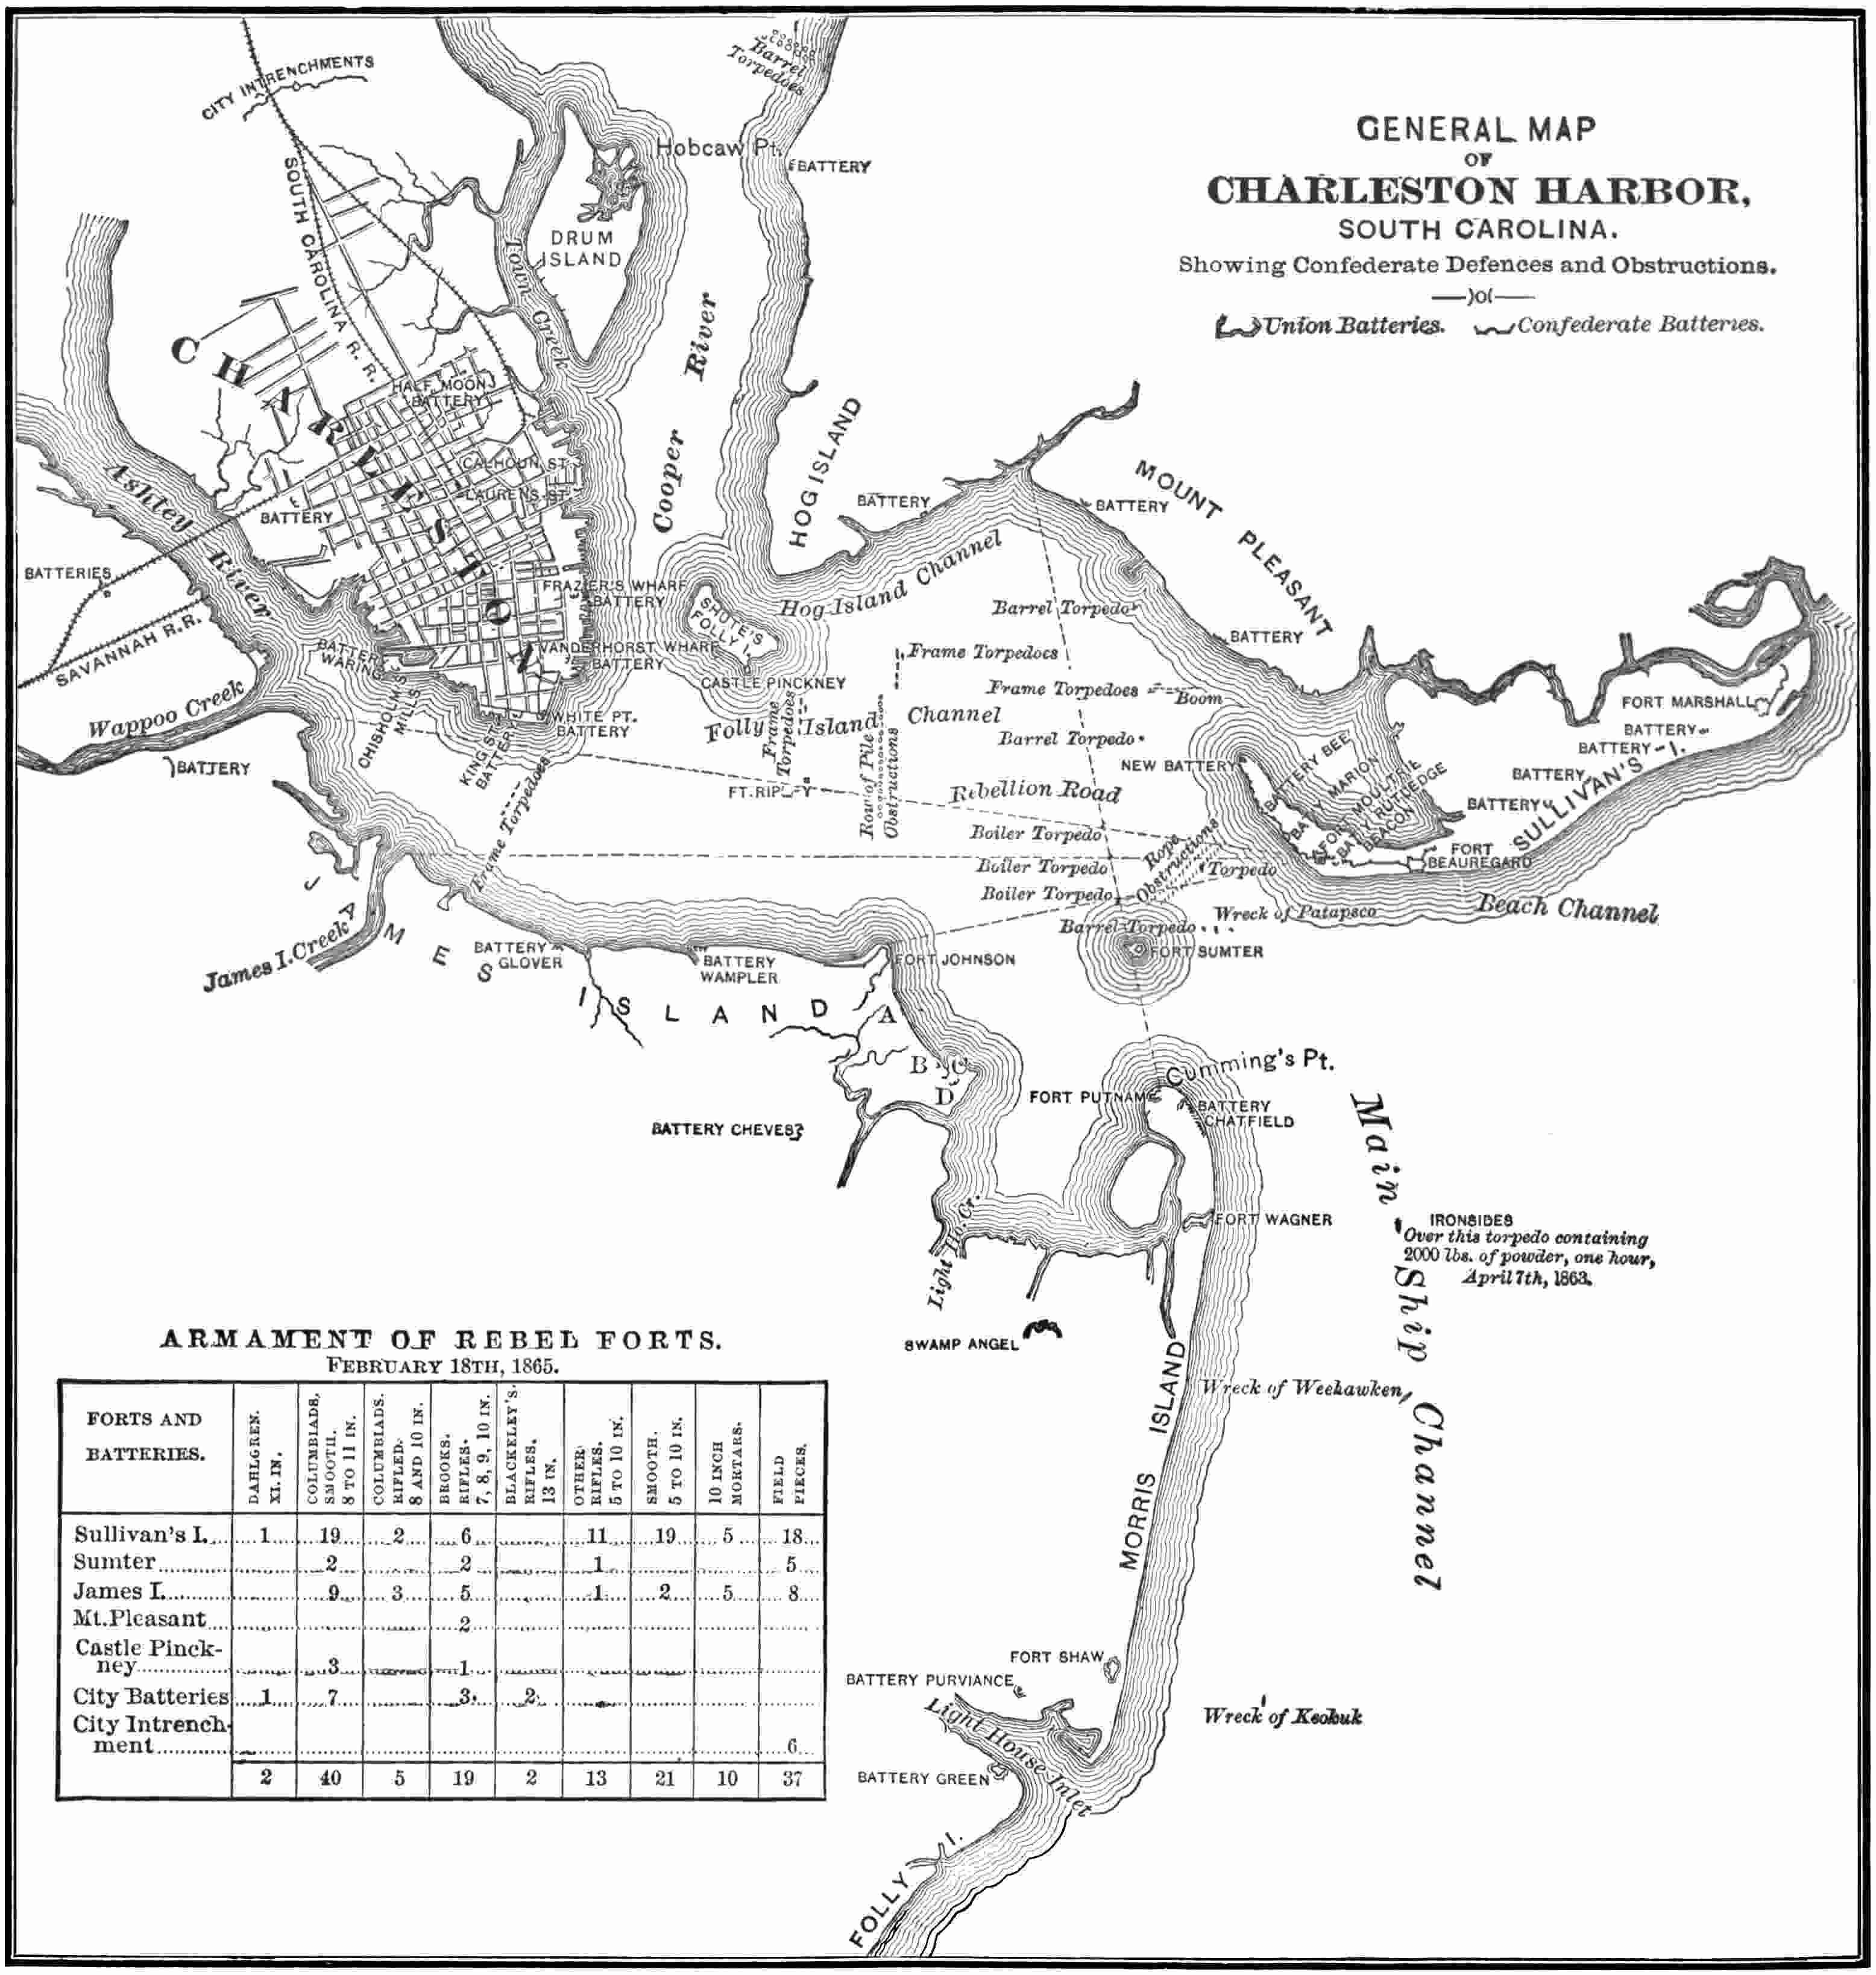 GENERAL MAP
OF
CHARLESTON HARBOR,
SOUTH CAROLINA.
Showing Confederate Defences and Obstructions.
Union Batteries. Confederate Batteries.
Barrel
Torpedoes
CITY INTRENCHMENTS
SOUTH CAROLINA R. R.
Hobcaw Pt.
BATTERY
DRUM
ISLAND
Town Creek
Cooper River
HOG ISLAND
CHARLESTON
HALF MOON
BATTERY
CALHOUN ST
LAURENS ST.
BATTERY
Ashley River
BATTERIES
SAVANNAH R.R.
Wappoo Creek
BATTERY
BATTERY
WARING
CHISHOLM'S
MILLS
KING ST.
BATTERY
FRAZIER'S WHARF
BATTERY
VANDERHORST WHARF
BATTERY
WHITE PT.
BATTERY
SHUTE'S
FOLLY I.
CASTLE PINCKNEY
Hog Island Channel
BATTERY
BATTERY
MOUNT PLEASANT
BATTERY
Barrel Torpedo
Frame Torpedoes
Frame Torpedoes
Boom
Folly Island Channel
Frame
Torpedoes
Row of Pile
Obstructions
Barrel Torpedo
NEW BATTERY
FT. RIPLEY
Rebellion Road
Frame Torpedoes
Boiler Torpedo
Boiler Torpedo
Boiler Torpedo
Rope
Obstructions
Torpedo
Wreck of Patapsco
Barrel Torpedo
FORT SUMTER
BATTERY BEE
BATY MARION
FORT MOULTRIE
BATY RUTLEDGE
BEACON
FORT MARSHALL
BATTERY
BATTERY
BATTERY
BATTERY
SULLIVAN'S I.
FORT
BEAUREGARD
Beach Channel
James I. Creek
JAMES ISLAND
BATTERY
GLOVER
BATTERY
WAMPLER
FORT JOHNSON
A
B C
D
BATTERY CHEVES
FORT PUTNAM
Cumming's Pt.
BATTERY
CHATFIELD
Light Ho. Cr.
FORT WAGNER
Main Ship Channel
IRONSIDES
Over this torpedo containing
2000 lbs. of powder, one hour,
April 7th, 1863.
SWAMP ANGEL
MORRIS ISLAND
Wreck of Weehawken
FORT SHAW
BATTERY PURVIANCE
Light House Inlet
Wreck of Keokuk
BATTERY GREEN
FOLLY I.
ARMAMENT OF REBEL FORTS.
FEBRUARY 18TH, 1865.
FORTS AND BATTERIES. DAHLGREN. XI. IN. COLUMBIADS, SMOOTH. 8 TO 11 IN. COLUMBIADS. RIFLED. 8 AND 10 IN. BROOKS. RIFLES. 7, 8, 9, 10 IN. BLACKELEY'S. RIFLES. 13 IN. OTHER RIFLES. 5 TO 10 IN. SMOOTH. 5 TO 10 IN. 10 INCH MORTARS. FIELD PIECES.
Sullivan's I. 1 19 2 6 11 19 5 18
Sumter 2 2 1 5
James I. 9 3 5 1 2 5 8
Mt. Pleasant 2
Castle Pinck-
ney 3 1
City Batteries 1 7 3 2
City Intrench-
ment 6
2 40 5 19 2 13 21 10 37